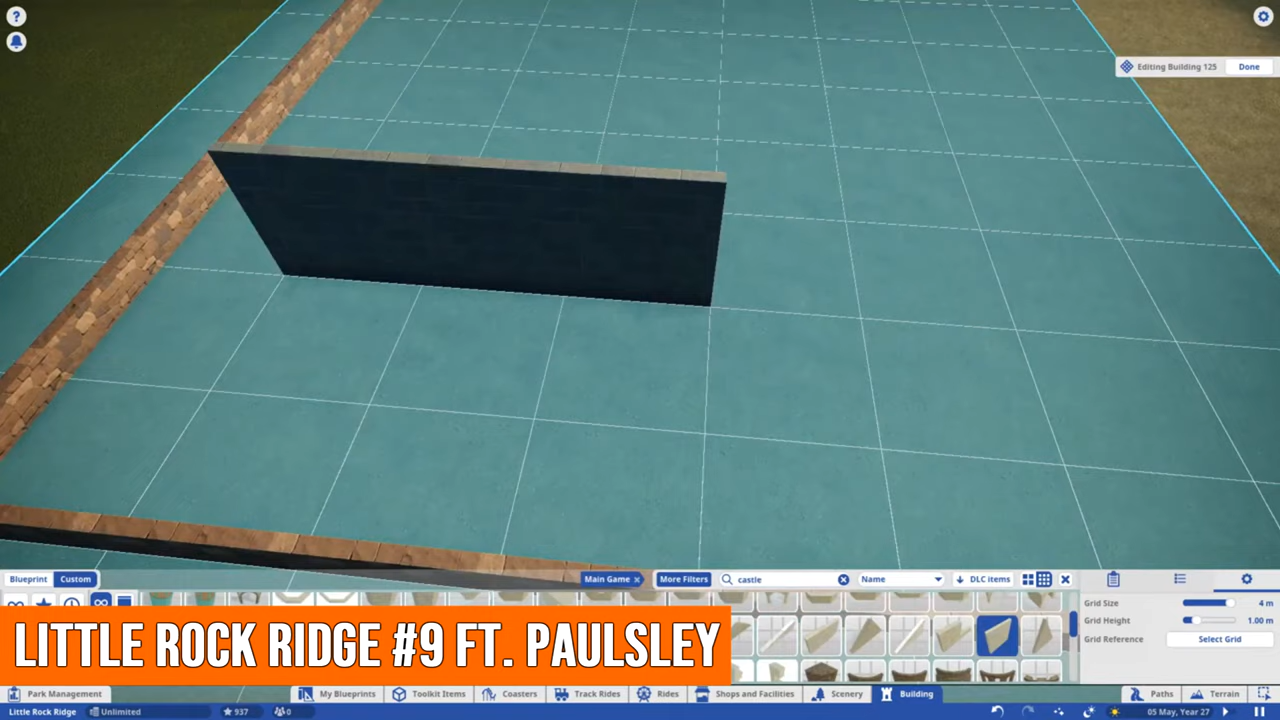 ?
Editing Building 125 Done
Blueprint Custom Main Game x More Filters castle Name DLC items
Grid Size 4 m
Grid Height 1.00 m
Grid Reference Select Grid
LITTLE ROCK RIDGE #9 FT. PAULSLEY
Park Management My Blueprints Toolkit Items Coasters Track Rides Rides Shops and Facilities Scenery Building Paths Terrain
Little Rock Ridge Unlimited 937 0 05 May, Year 27